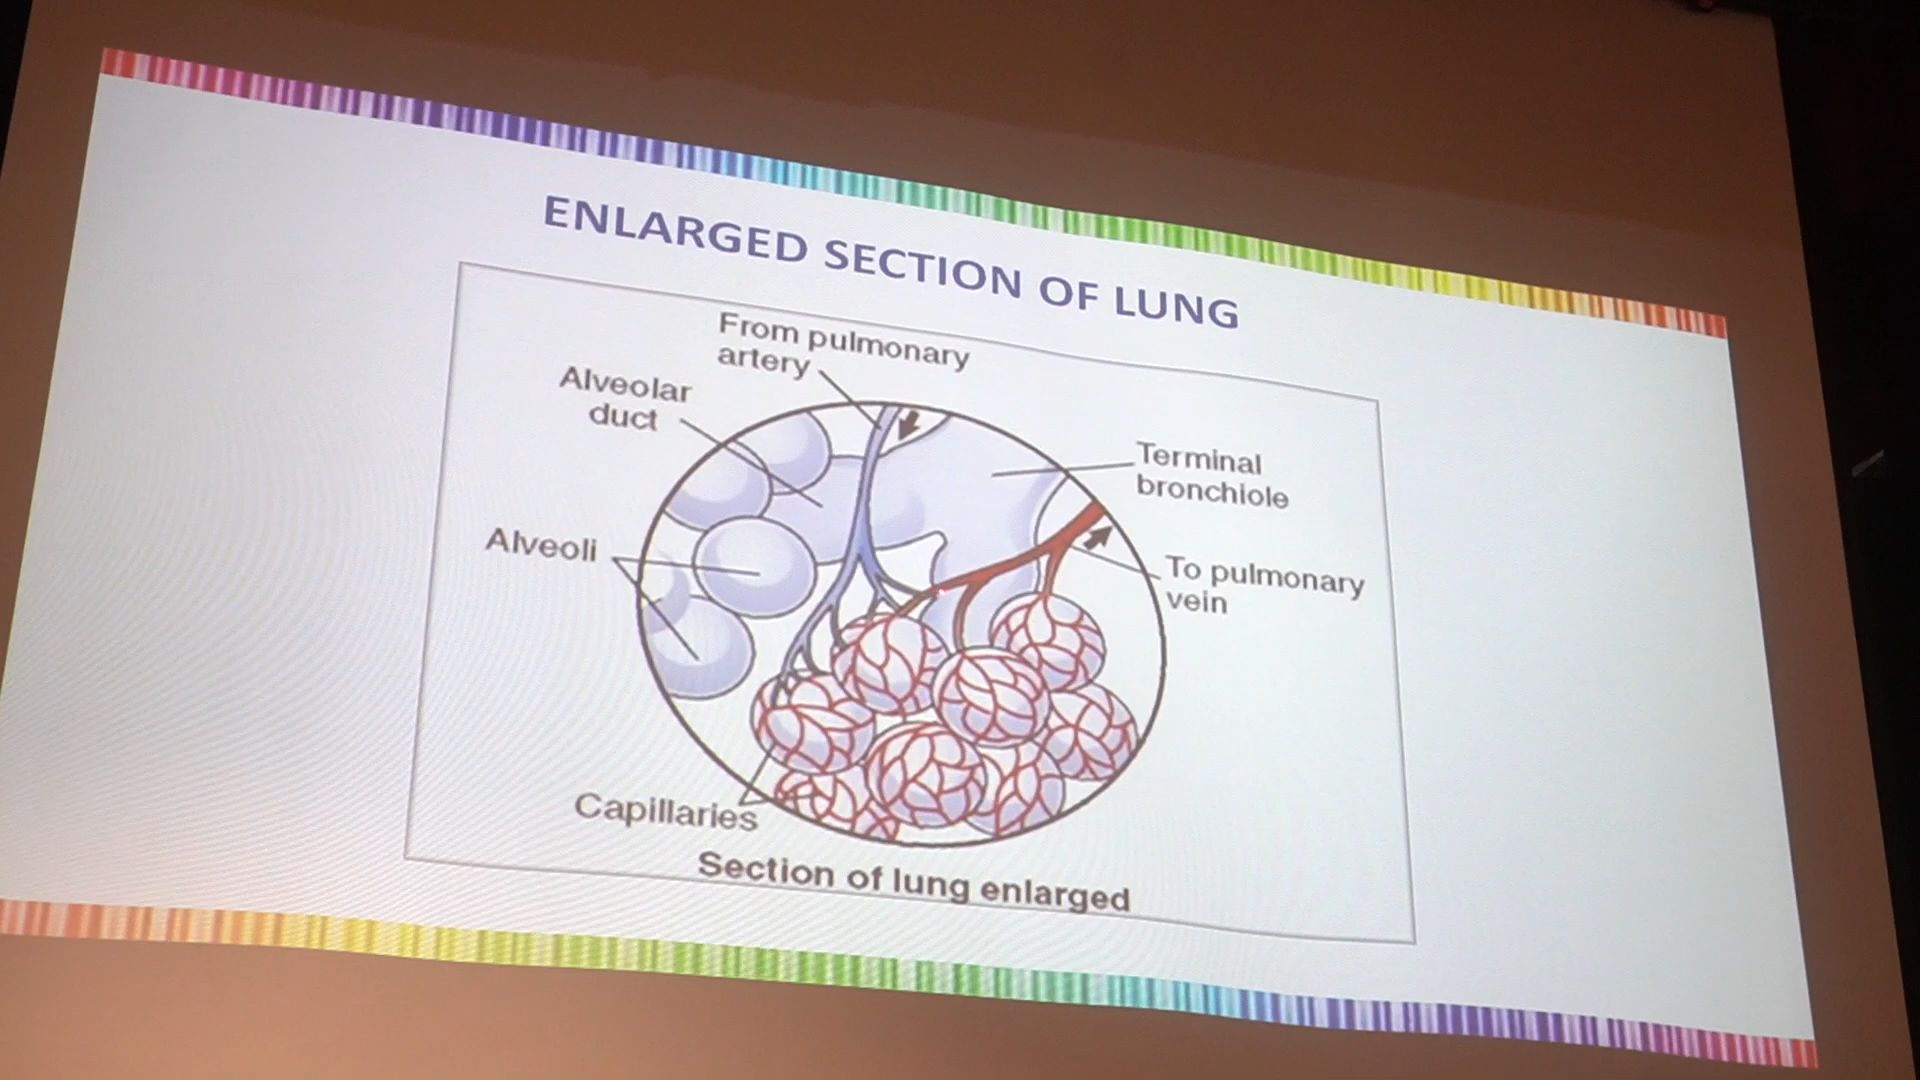 ENLARGED SECTION OF LUNG
From pulmonary
artery
Alveolar
duct
Terminal
bronchiole
Alveoli
To pulmonary
vein
Capillaries
Section of lung enlarged